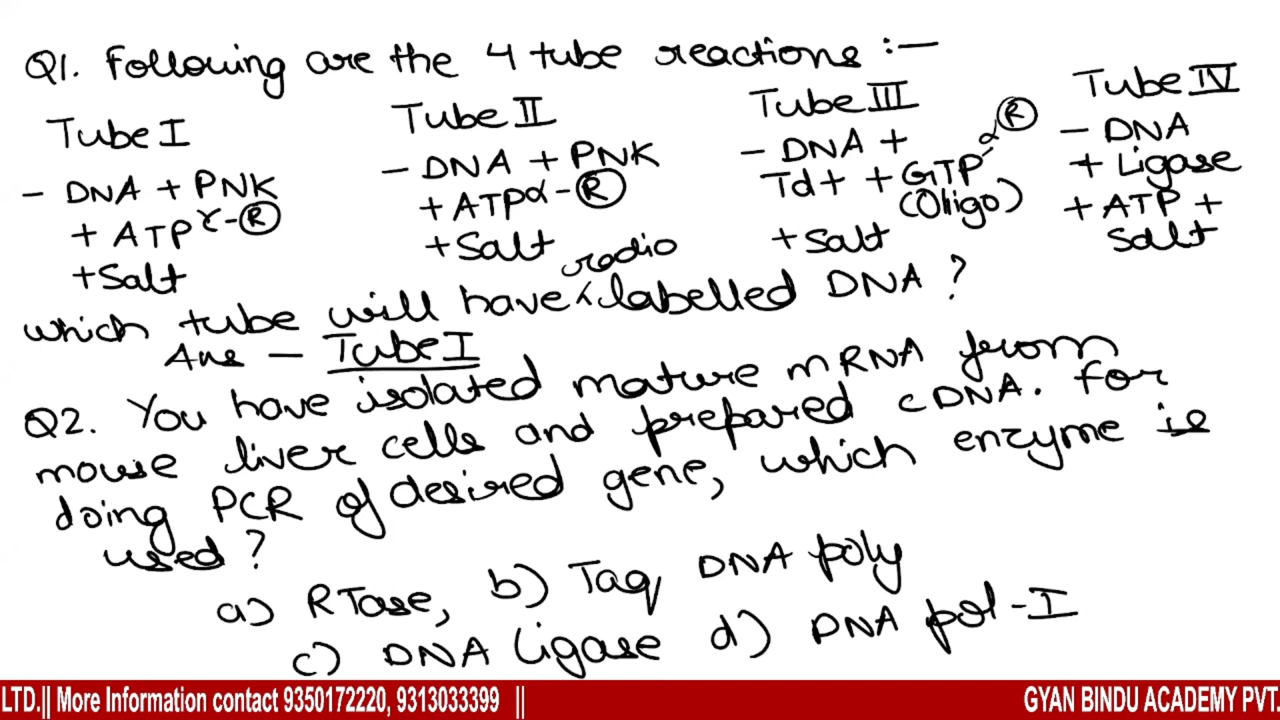 Q1. Following are the 4 tube reactions :—
Tube I
- DNA + PNK
+ ATP γ-R
+Salt
Tube II
- DNA + PNK
+ ATPα-R
+Salt
Tube III
- DNA +
Td+ + GTP α R
(Oligo)
+Salt
Tube IV
- DNA
+ Ligase
+ ATP +
Salt
which tube will have radio labelled DNA ?
Ans — Tube I
Q2. You have isolated mature mRNA from
mouse liver cells and prepared cDNA. for
doing PCR of desired gene, which enzyme is
used ?
a) RTase, b) Taq DNA poly
c) DNA ligase d) DNA pol-I
LTD.|| More Information contact 9350172220, 9313033399 || GYAN BINDU ACADEMY PVT.